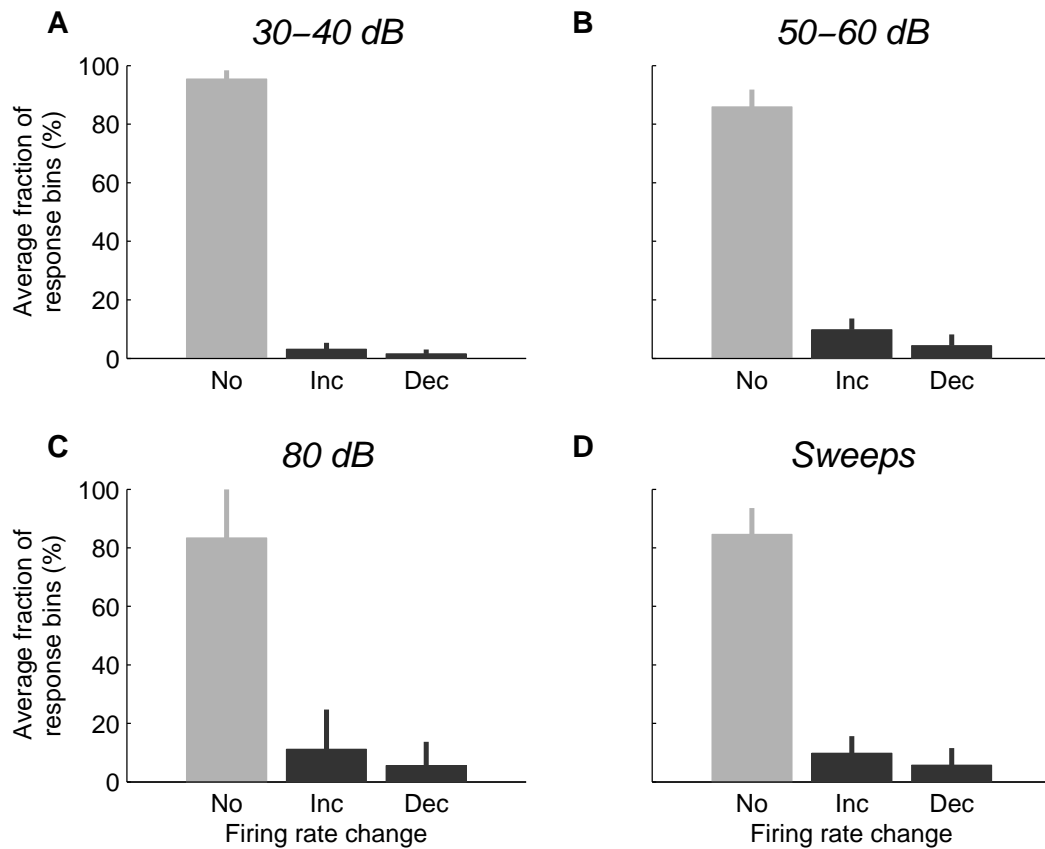 A
30–40 dB
B
50–60 dB
Average fraction of
response bins (%)
100
80
60
40
20
0
No Inc Dec
No Inc Dec
C
80 dB
D
Sweeps
Average fraction of
response bins (%)
100
80
60
40
20
0
No Inc Dec
Firing rate change
No Inc Dec
Firing rate change